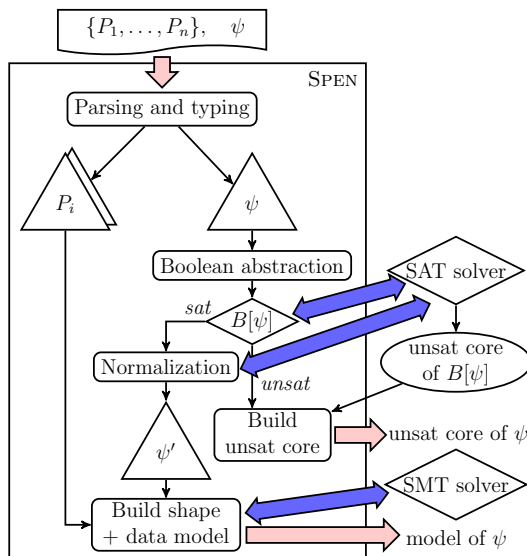 {P₁, . . . , Pₙ}, ψ
SPEN
Parsing and typing
Pᵢ
ψ
Boolean abstraction
SAT solver
sat
B[ψ]
Normalization
unsat
unsat core
of B[ψ]
Build
unsat core
unsat core of ψ
ψ′
SMT solver
Build shape
+ data model
model of ψ